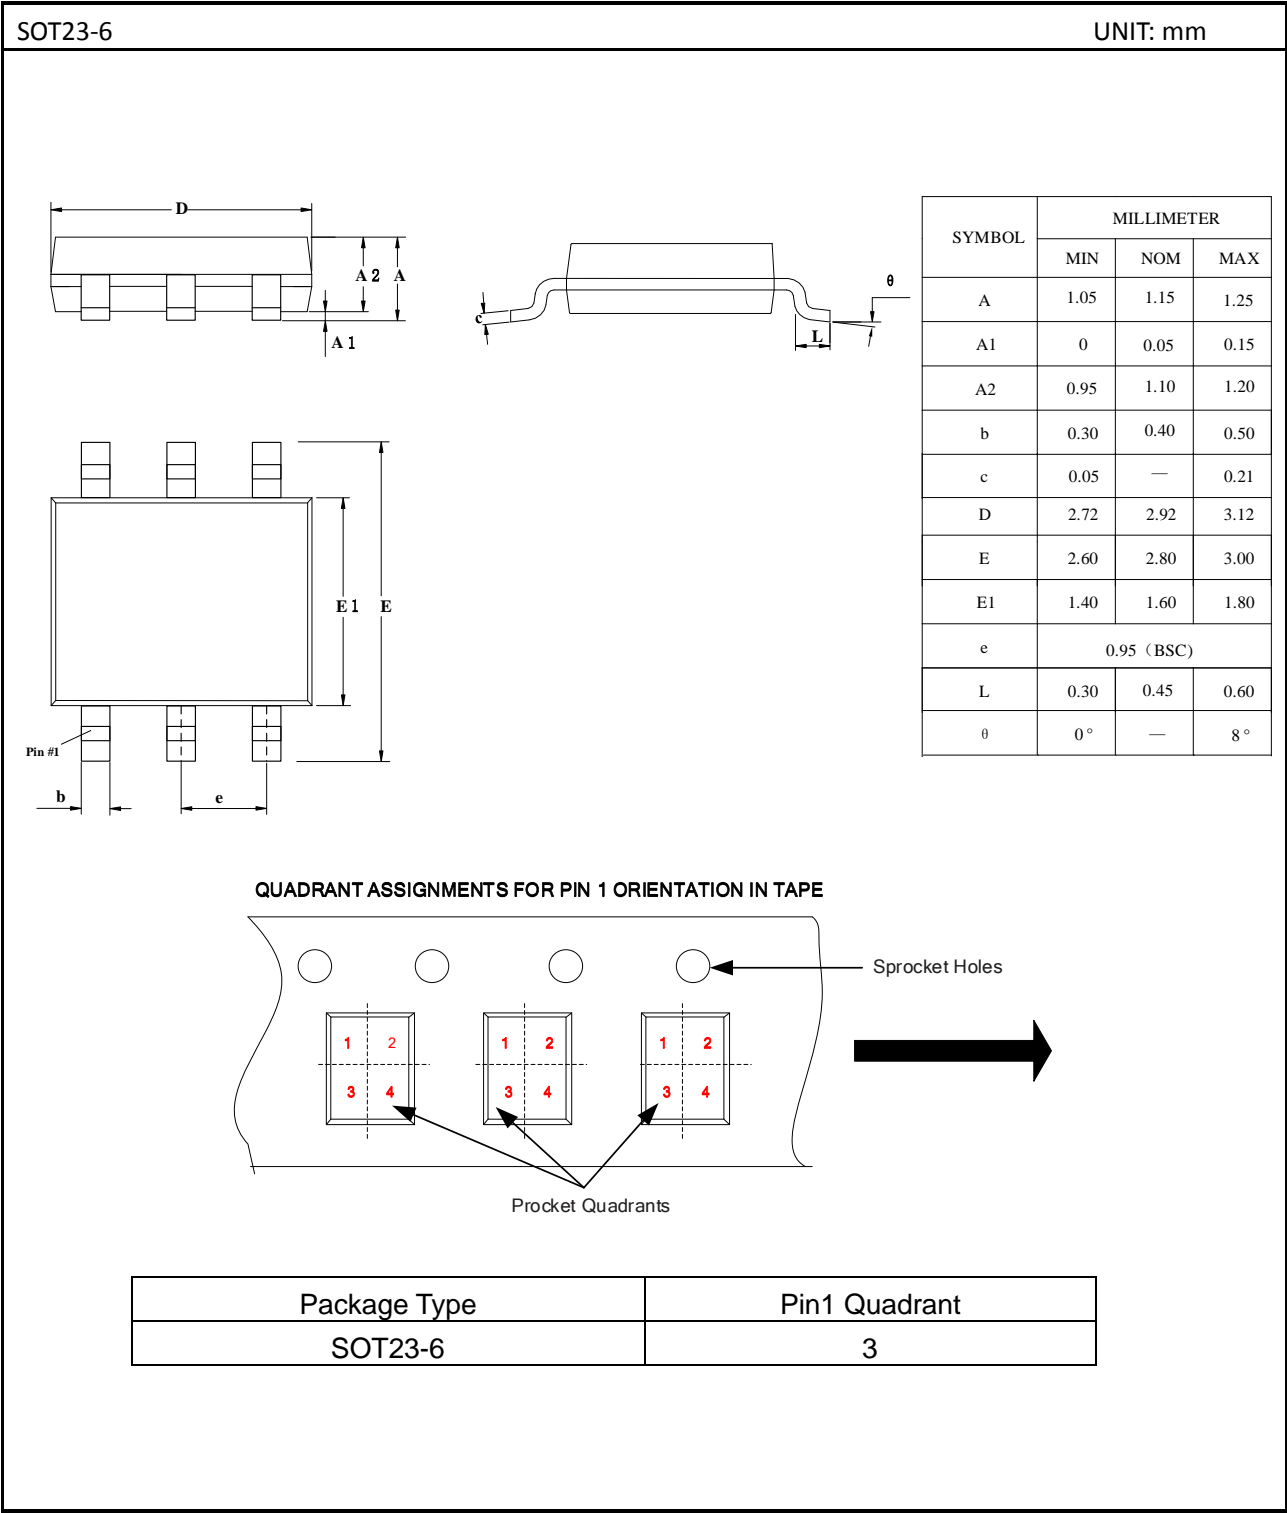 SOT23-6 UNIT: mm
D
A 2 A
A 1
c
L
θ
E 1 E
Pin #1
b
e
SYMBOL MILLIMETER
MIN NOM MAX
A 1.05 1.15 1.25
A1 0 0.05 0.15
A2 0.95 1.10 1.20
b 0.30 0.40 0.50
c 0.05 — 0.21
D 2.72 2.92 3.12
E 2.60 2.80 3.00
E1 1.40 1.60 1.80
e 0.95（BSC)
L 0.30 0.45 0.60
θ 0° — 8°
QUADRANT ASSIGNMENTS FOR PIN 1 ORIENTATION IN TAPE
Sprocket Holes
1 2 1 2 1 2
3 4 3 4 3 4
Procket Quadrants
Package Type Pin1 Quadrant
SOT23-6 3